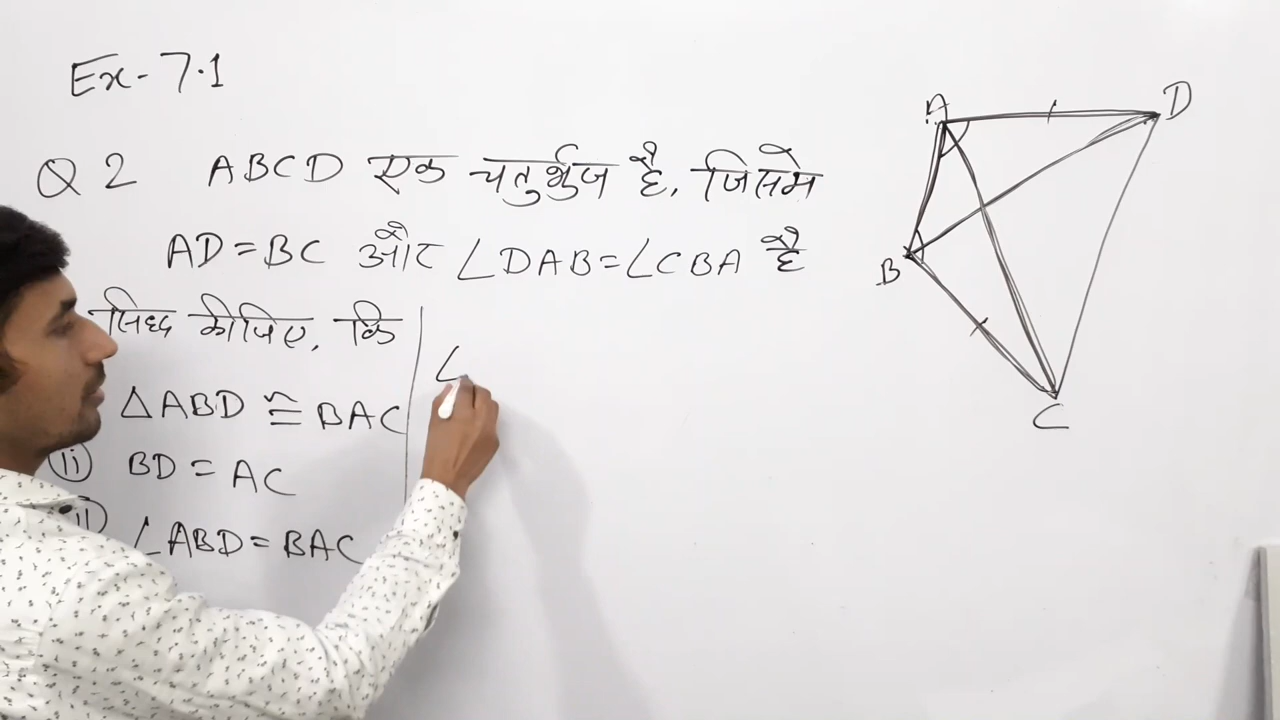 Ex-7.1
Q 2 ABCD एक चतुर्भुज है, जिसमे
AD=BC और ∠DAB=∠CBA है
सिध्द कीजिए, कि
△ABD ≅ BAC
(ii) BD = AC
∠ABD = BAC
∠
A
D
B
C